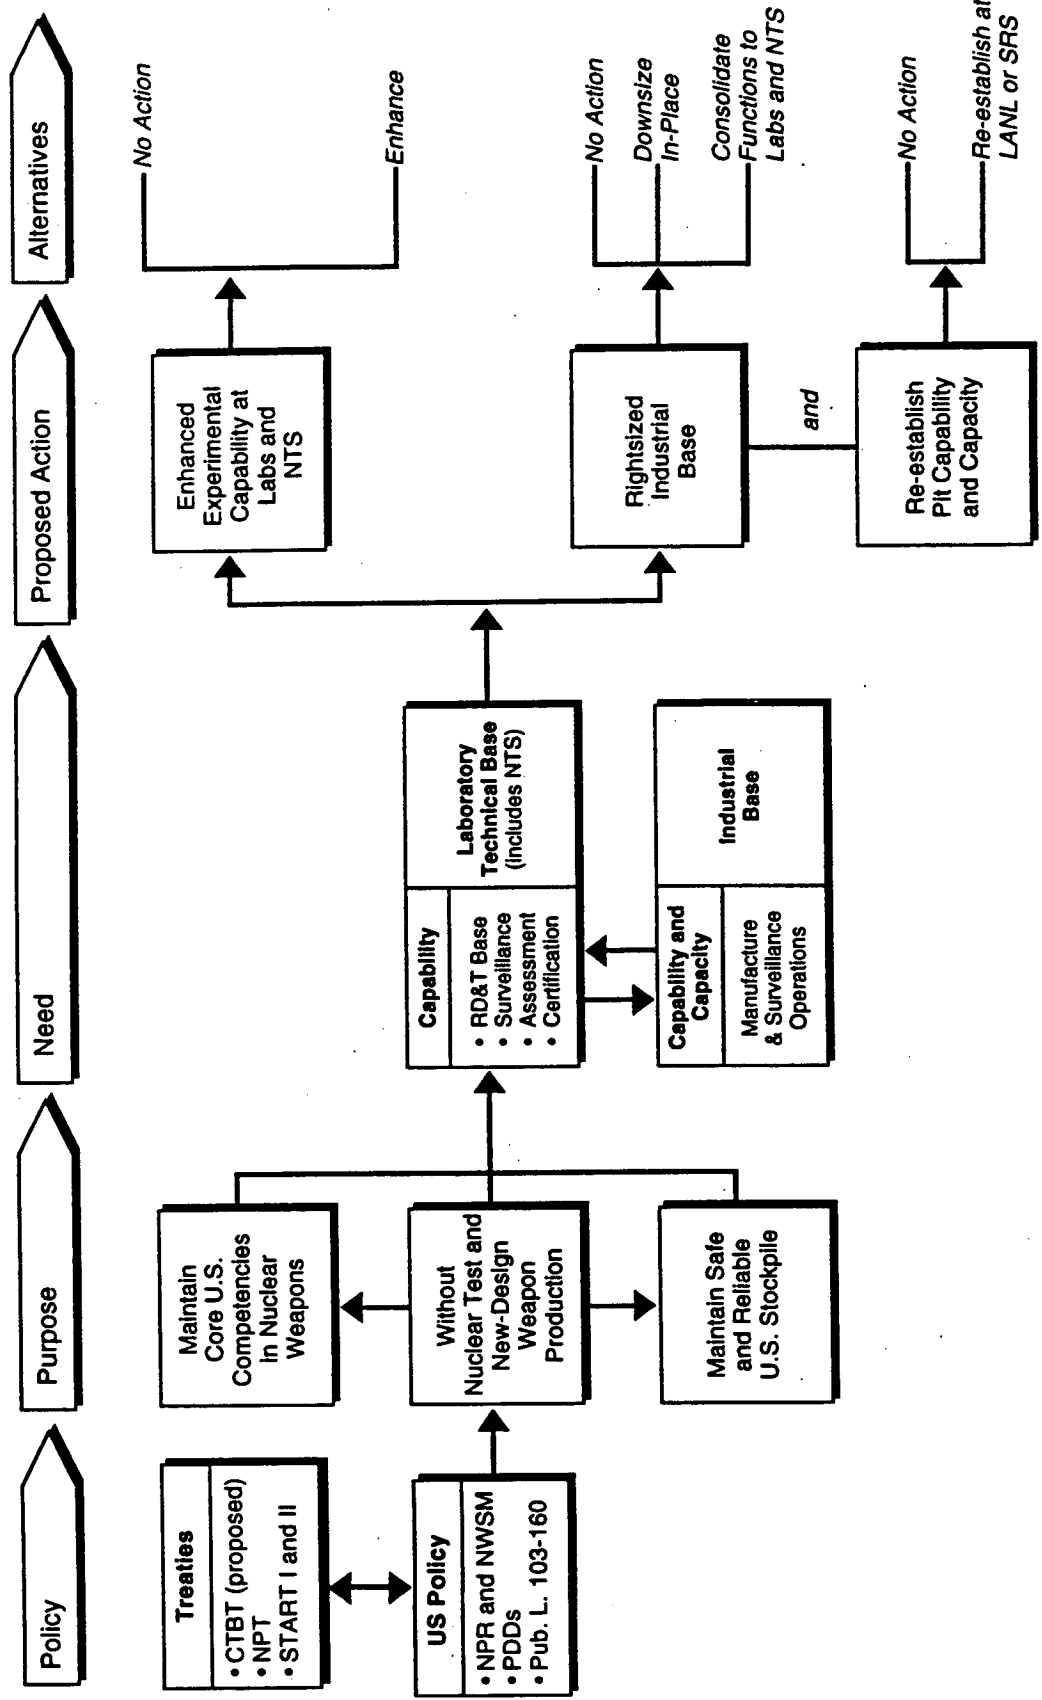 Policy
Purpose
Need
Proposed Action
Alternatives
Treaties
• CTBT (proposed)
• NPT
• START I and II
US Policy
• NPR and NWSM
• PDDs
• Pub. L. 103-160
Maintain
Core U.S.
Competencies
in Nuclear
Weapons
Without
Nuclear Test and
New-Design
Weapon
Production
Maintain Safe
and Reliable
U.S. Stockpile
Capability
• RD&T Base
• Surveillance
• Assessment
• Certification
Laboratory
Technical Base
(Includes NTS)
Capability and
Capacity
Manufacture
& Surveillance
Operations
Industrial
Base
Enhanced
Experimental
Capability at
Labs and
NTS
Rightsized
Industrial
Base
and
Re-establish
Pit Capability
and Capacity
No Action
Enhance
No Action
Downsize
In-Place
Consolidate
Functions to
Labs and NTS
No Action
Re-establish at
LANL or SRS